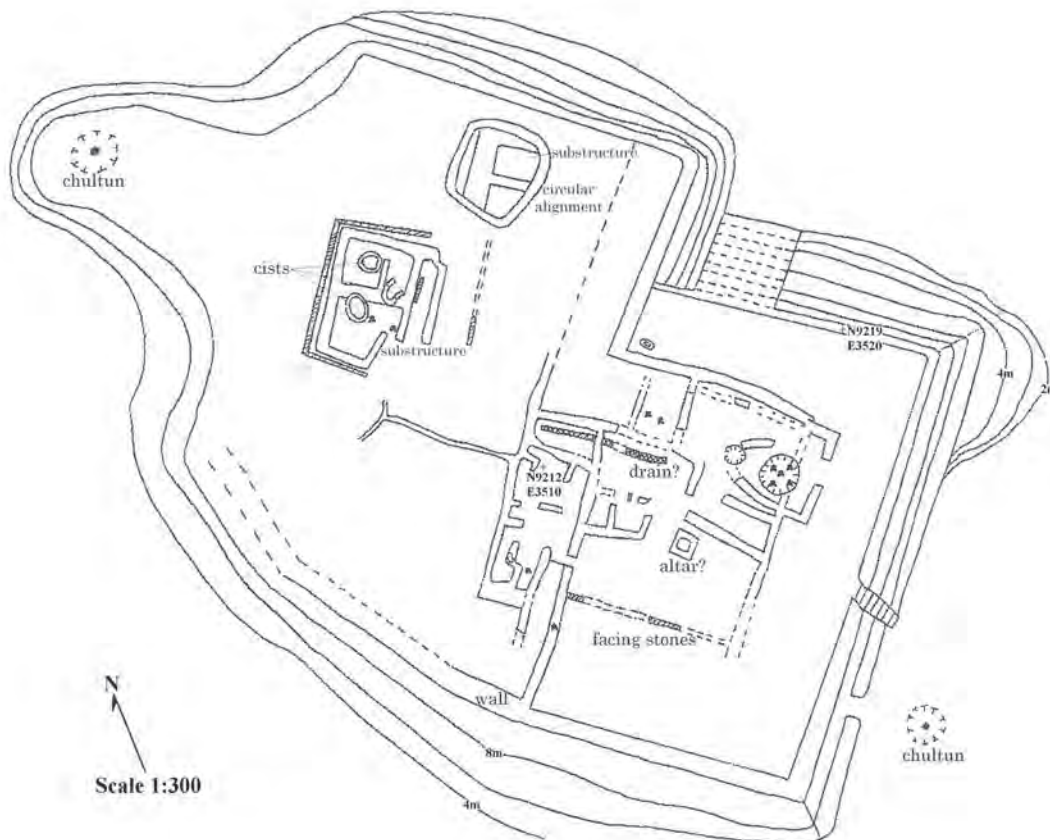 substructure
chultun
circular
alignment
cists
N9219
E3520
substructure
4m
2m
drain?
N9212
E3510
altar?
facing stones
N
wall
chultun
8m
Scale 1:300
4m